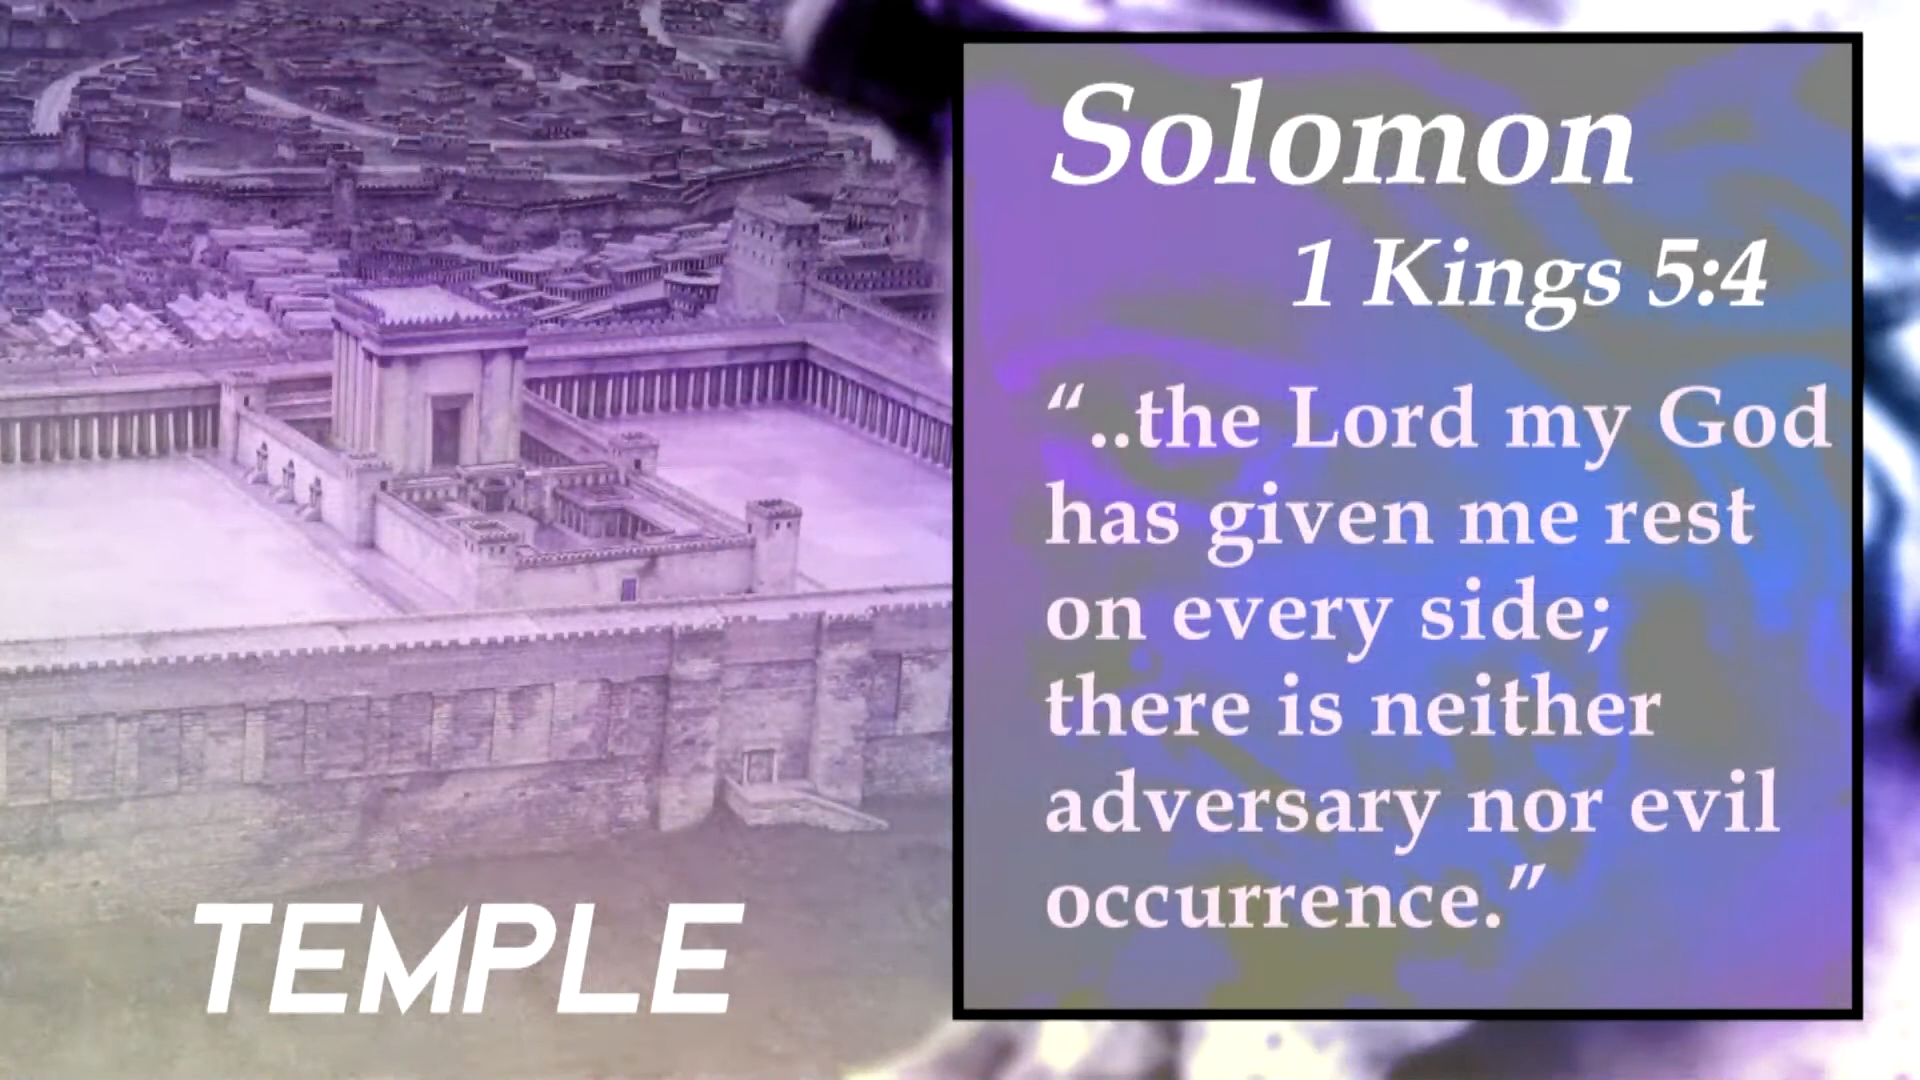 Solomon
1 Kings 5:4
“..the Lord my God
has given me rest
on every side;
there is neither
adversary nor evil
occurrence.”
TEMPLE